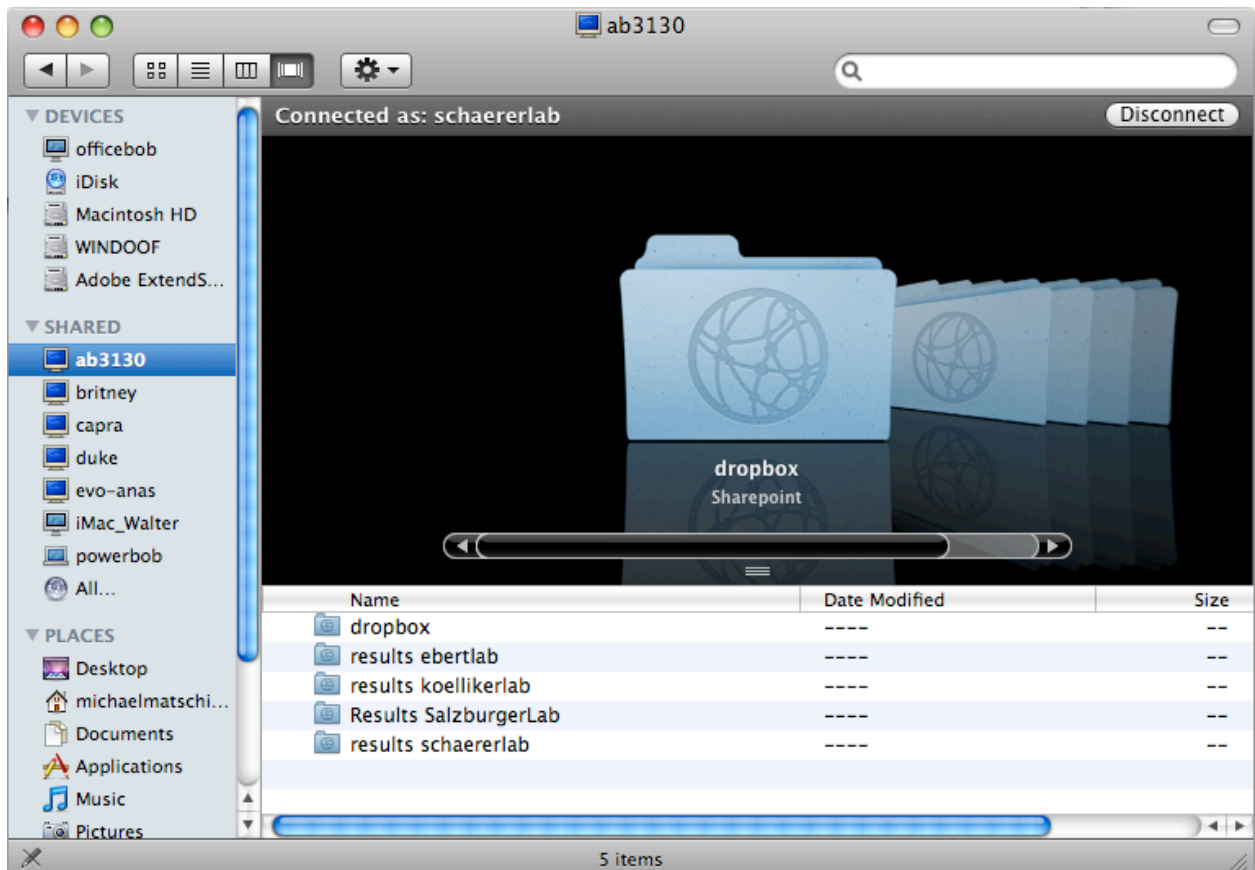 ab3130
DEVICES
officebob
iDisk
Macintosh HD
WINDOOF
Adobe ExtendS...
SHARED
ab3130
britney
capra
duke
evo-anas
iMac_Walter
powerbob
All...
PLACES
Desktop
michaelmatschi...
Documents
Applications
Music
Pictures
Connected as: schaererlab Disconnect
dropbox
Sharepoint
Name Date Modified Size
dropbox ---- --
results ebertlab ---- --
results koellikerlab ---- --
Results SalzburgerLab ---- --
results schaererlab ---- --
5 items